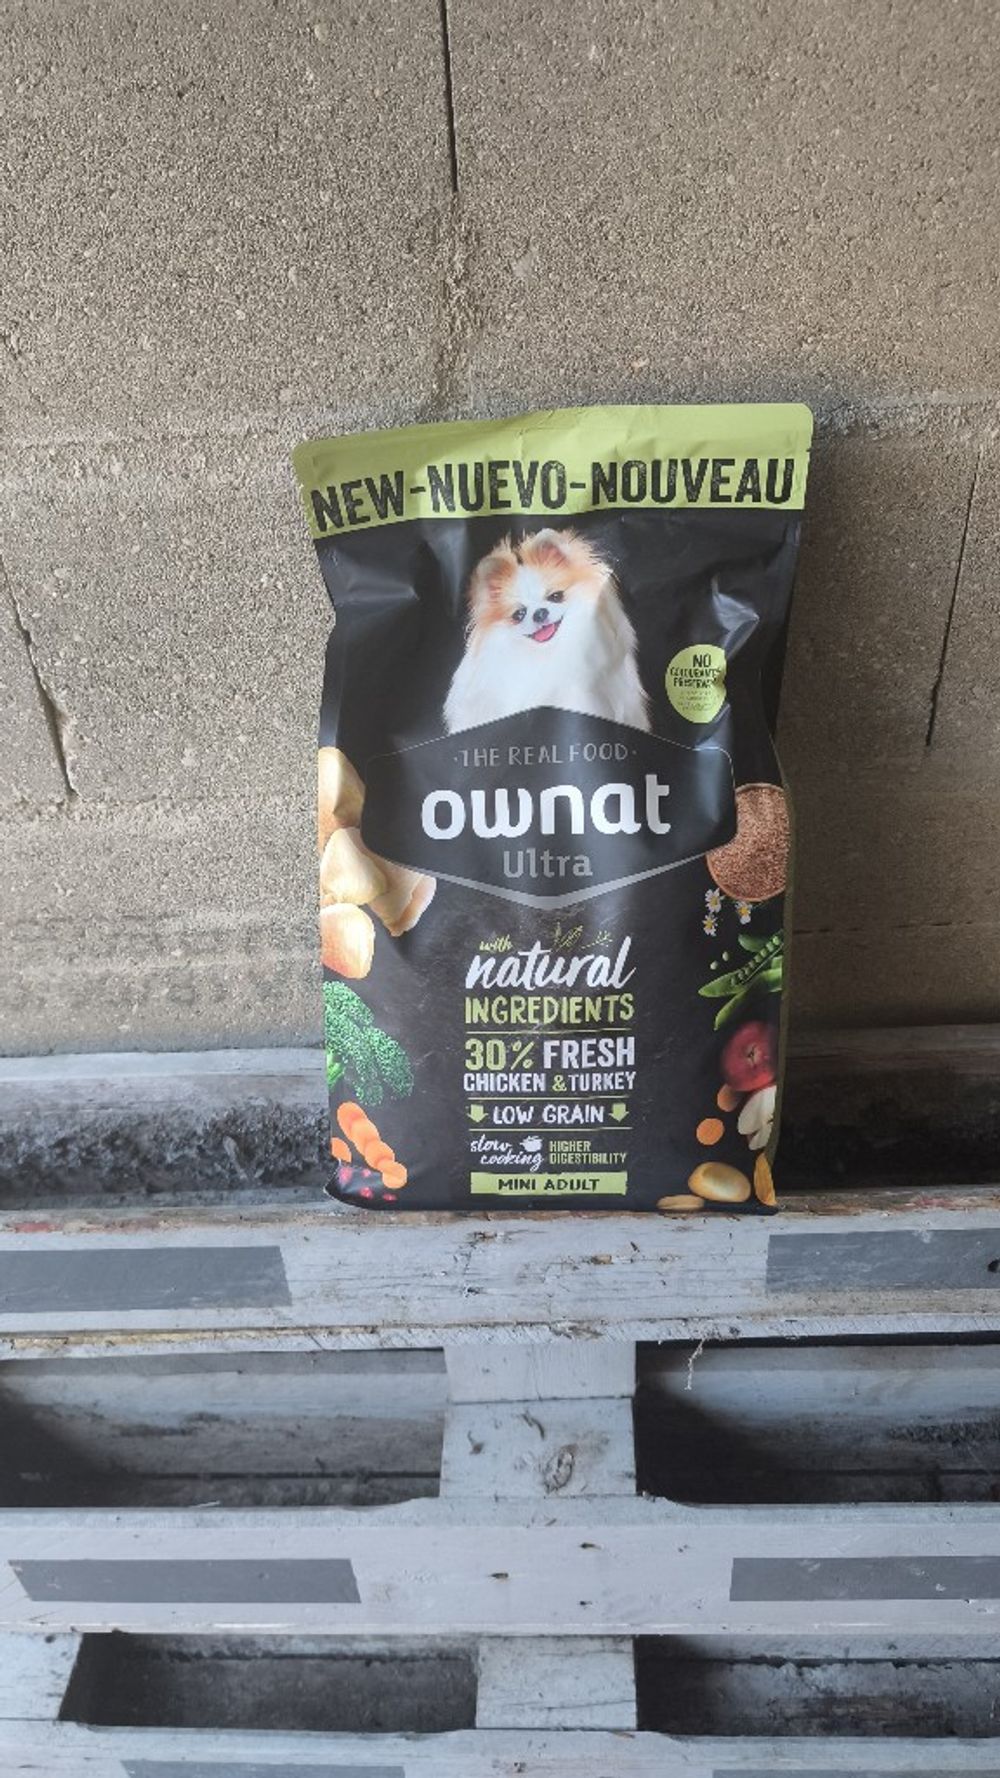 NEW-NUEVO-NOUVEAU
NO
·THE REAL FOOD·
ownat
Ultra
with
natural
INGREDIENTS
30% FRESH
CHICKEN & TURKEY
LOW GRAIN
slow cooking
HIGHER DIGESTIBILITY
MINI ADULT